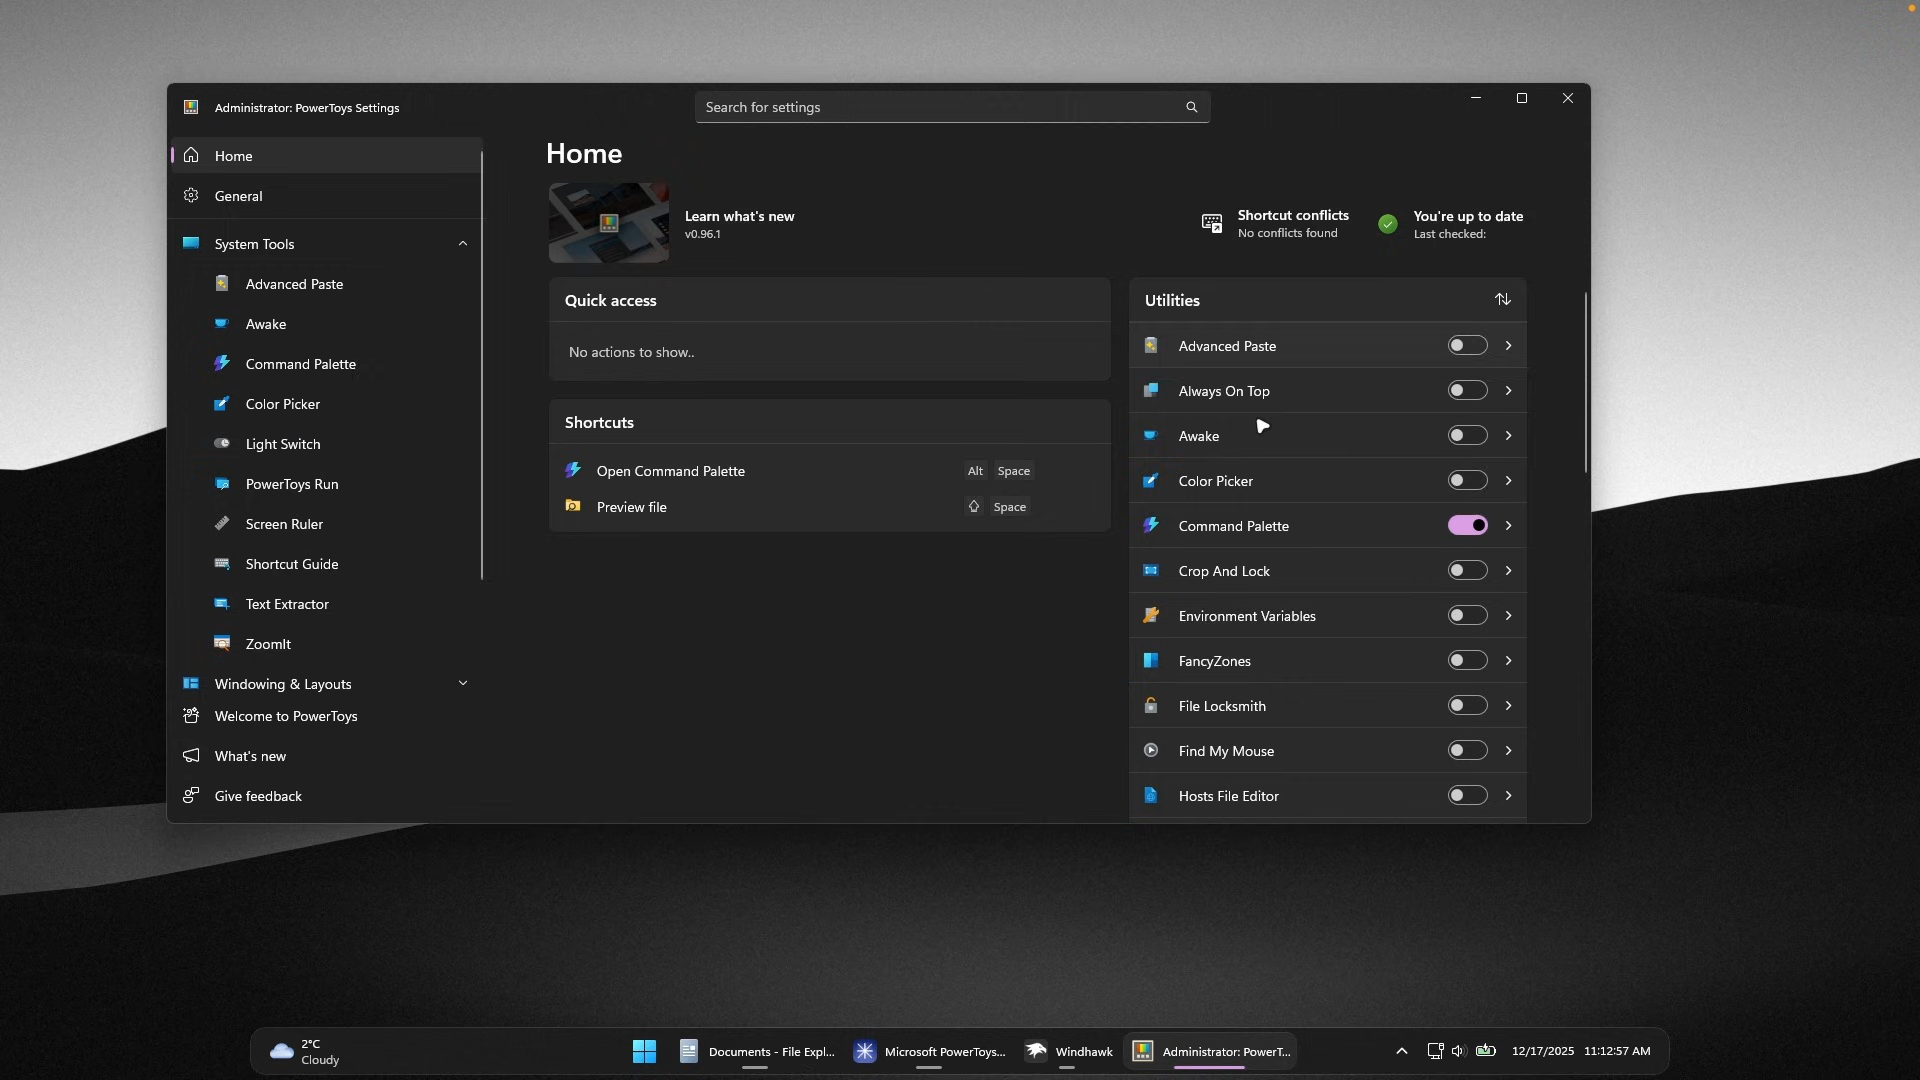 Administrator: PowerToys Settings
Search for settings
Home
General
System Tools
Advanced Paste
Awake
Command Palette
Color Picker
Light Switch
PowerToys Run
Screen Ruler
Shortcut Guide
Text Extractor
ZoomIt
Windowing & Layouts
Welcome to PowerToys
What's new
Give feedback
Home
Learn what's new
v0.96.1
Shortcut conflicts
No conflicts found
You're up to date
Last checked:
Quick access
No actions to show..
Shortcuts
Open Command Palette Alt Space
Preview file Space
Utilities
Advanced Paste
Always On Top
Awake
Color Picker
Command Palette
Crop And Lock
Environment Variables
FancyZones
File Locksmith
Find My Mouse
Hosts File Editor
2°C
Cloudy
Documents - File Expl...
Microsoft PowerToys...
Windhawk
Administrator: PowerT...
12/17/2025 11:12:57 AM